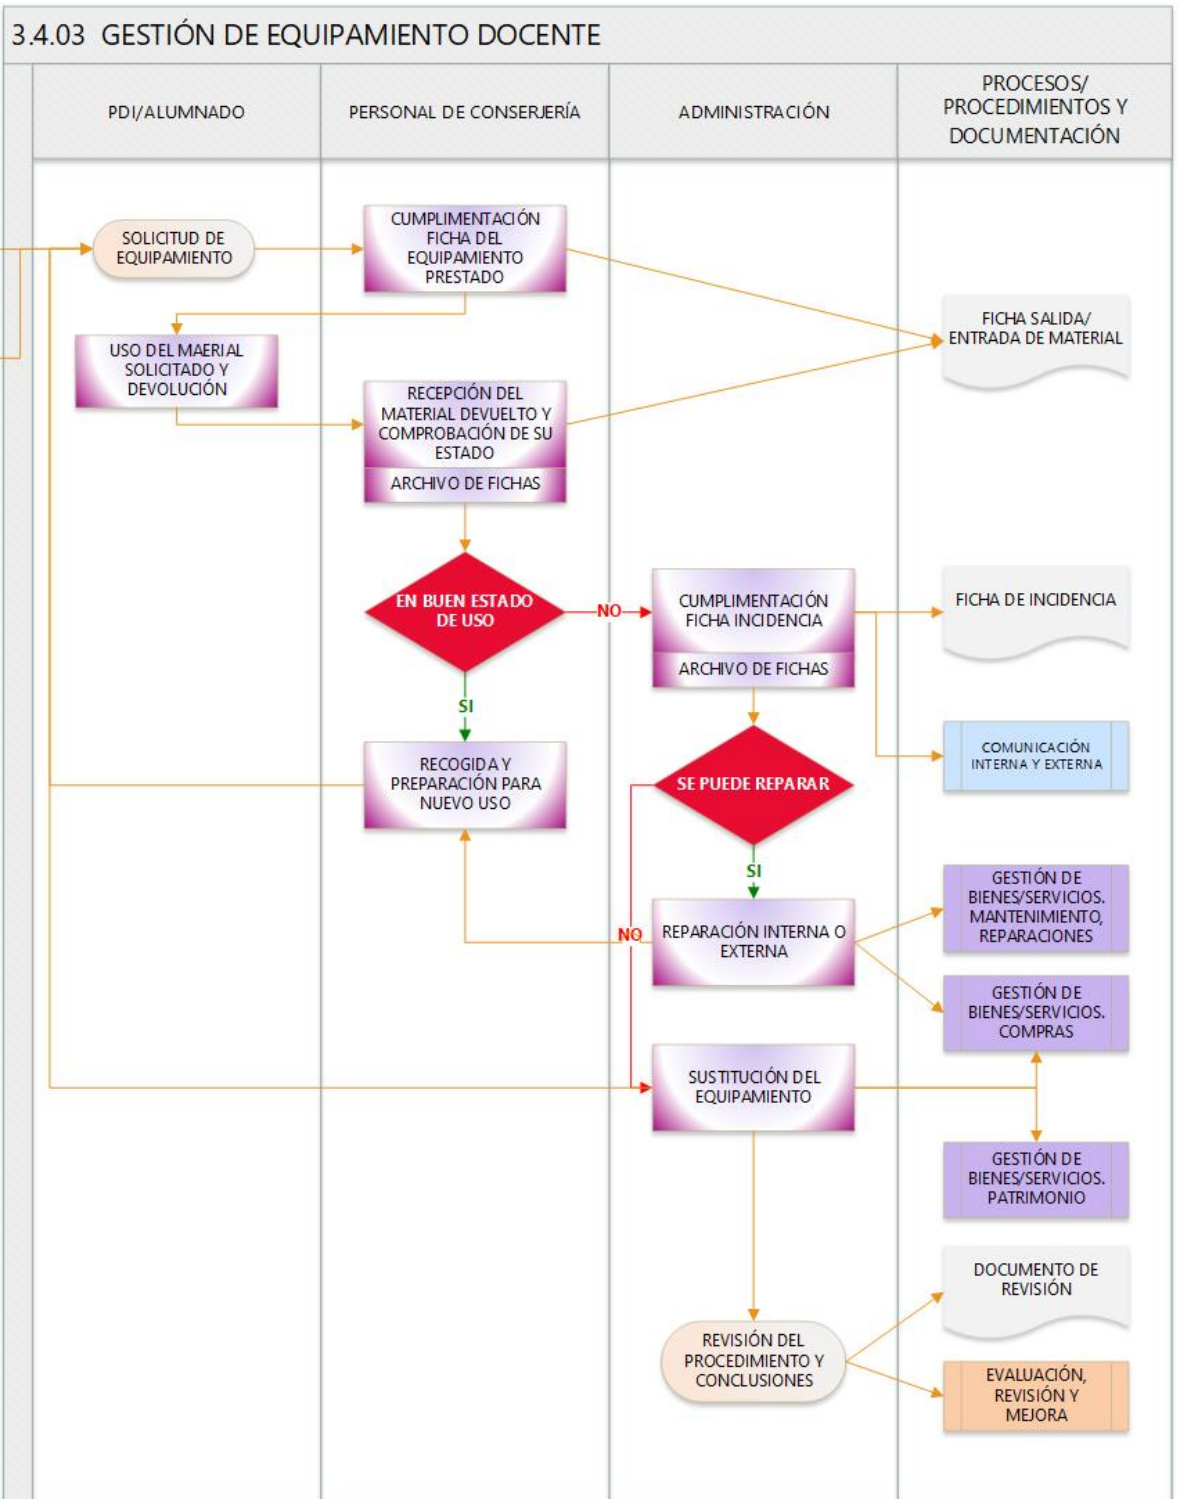 3.4.03 GESTIÓN DE EQUIPAMIENTO DOCENTE
PDI/ALUMNADO
PERSONAL DE CONSERJERÍA
ADMINISTRACIÓN
PROCESOS/
PROCEDIMIENTOS Y
DOCUMENTACIÓN
SOLICITUD DE
EQUIPAMIENTO
CUMPLIMENTACIÓN
FICHA DEL
EQUIPAMIENTO
PRESTADO
FICHA SALIDA/
ENTRADA DE MATERIAL
USO DEL MAERIAL
SOLICITADO Y
DEVOLUCIÓN
RECEPCIÓN DEL
MATERIAL DEVUELTO Y
COMPROBACIÓN DE SU
ESTADO
ARCHIVO DE FICHAS
EN BUEN ESTADO
DE USO
NO
CUMPLIMENTACIÓN
FICHA INCIDENCIA
ARCHIVO DE FICHAS
FICHA DE INCIDENCIA
SI
COMUNICACIÓN
INTERNA Y EXTERNA
RECOGIDA Y
PREPARACIÓN PARA
NUEVO USO
SE PUEDE REPARAR
SI
NO
REPARACIÓN INTERNA O
EXTERNA
GESTIÓN DE
BIENES/SERVICIOS.
MANTENIMIENTO,
REPARACIONES
GESTIÓN DE
BIENES/SERVICIOS.
COMPRAS
SUSTITUCIÓN DEL
EQUIPAMIENTO
GESTIÓN DE
BIENES/SERVICIOS.
PATRIMONIO
DOCUMENTO DE
REVISIÓN
REVISIÓN DEL
PROCEDIMIENTO Y
CONCLUSIONES
EVALUACIÓN,
REVISIÓN Y
MEJORA